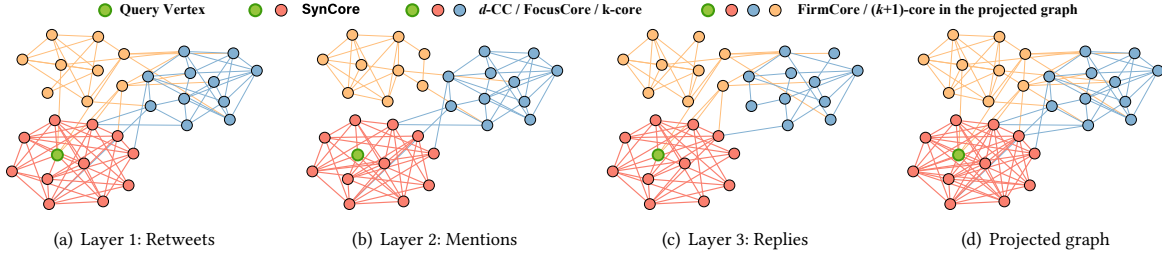 Query Vertex SynCore d-CC / FocusCore / k-core FirmCore / (k+1)-core in the projected graph
(a) Layer 1: Retweets (b) Layer 2: Mentions (c) Layer 3: Replies (d) Projected graph